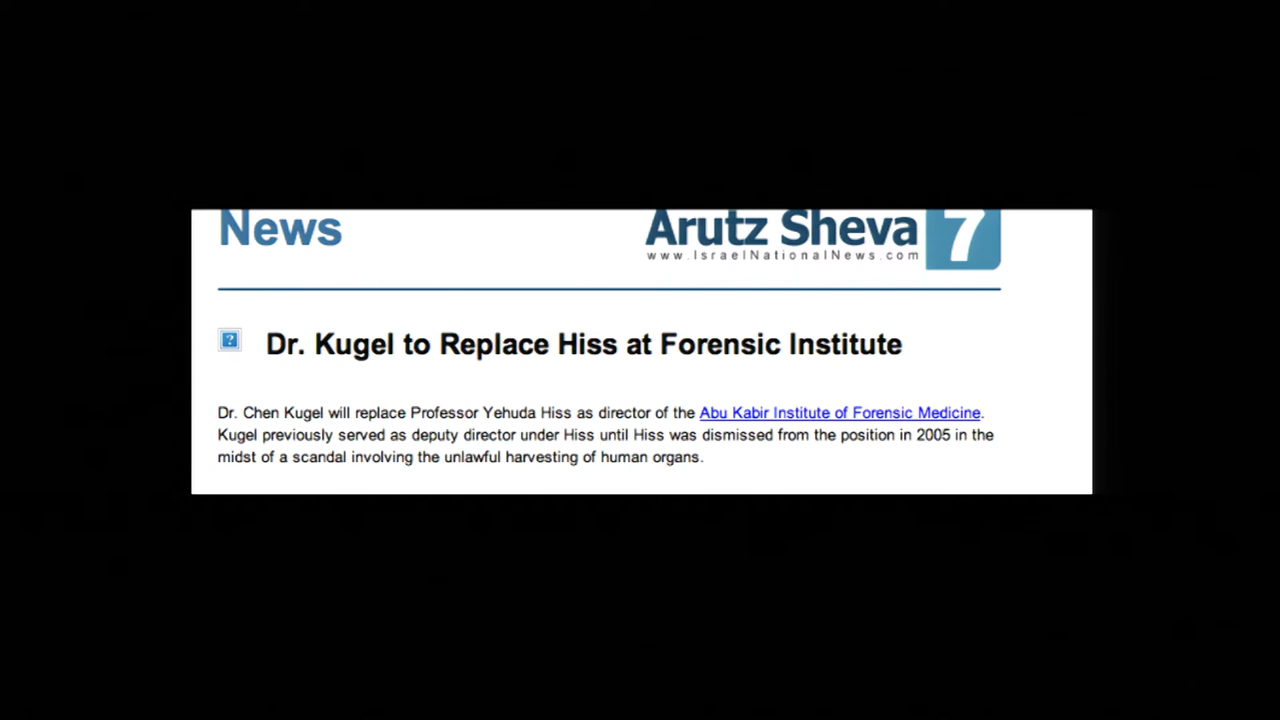 News
Arutz Sheva 7
www.IsraelNationalNews.com
Dr. Kugel to Replace Hiss at Forensic Institute
Dr. Chen Kugel will replace Professor Yehuda Hiss as director of the Abu Kabir Institute of Forensic Medicine.
Kugel previously served as deputy director under Hiss until Hiss was dismissed from the position in 2005 in the
midst of a scandal involving the unlawful harvesting of human organs.